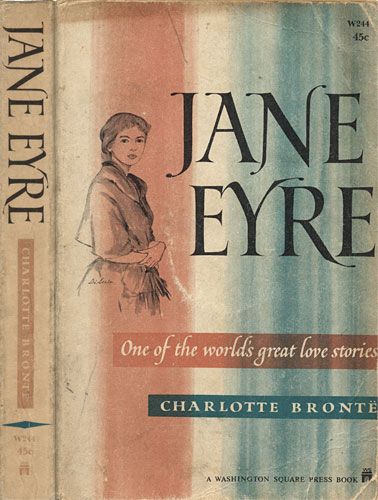 JANE EYRE
CHARLOTTE BRONTË
W244
45c
W244
45c
JANE
EYRE
One of the world's great love stories
CHARLOTTE BRONTË
A WASHINGTON SQUARE PRESS BOOK